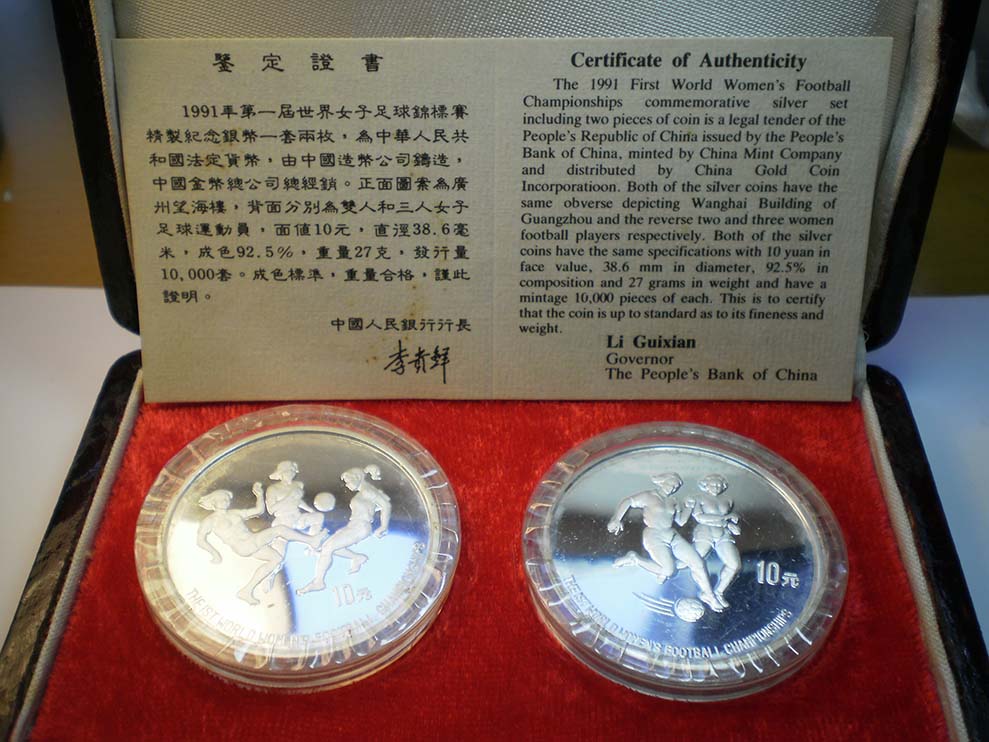 鑒定證書
1991年第一屆世界女子足球錦標賽
精製紀念銀幣一套兩枚，為中華人民共
和國法定貨幣，由中國造幣公司鑄造，
中國金幣總公司總經銷。正面圖案為廣
州望海樓，背面分別為雙人和三人女子
足球運動員，面值10元，直徑38.6毫
米，成色92.5%，重量27克，發行量
10,000套。成色標準，重量合格，謹此
證明。
中國人民銀行行長
李貴鮮
Certificate of Authenticity
The 1991 First World Women's Football
Championships commemorative silver set
including two pieces of coin is a legal tender of the
People's Republic of China issued by the People's
Bank of China, minted by China Mint Company
and distributed by China Gold Coin
Incorporatioon. Both of the silver coins have the
same obverse depicting Wanghai Building of
Guangzhou and the reverse two and three women
football players respectively. Both of the silver
coins have the same specifications with 10 yuan in
face value, 38.6 mm in diameter, 92.5% in
composition and 27 grams in weight and have a
mintage 10,000 pieces of each. This is to certify
that the coin is up to standard as to its fineness and
weight.
Li Guixian
Governor
The People's Bank of China
10元
THE 1ST WORLD WOMEN'S FOOTBALL CHAMPIONSHIPS
10元
THE 1ST WORLD WOMEN'S FOOTBALL CHAMPIONSHIPS